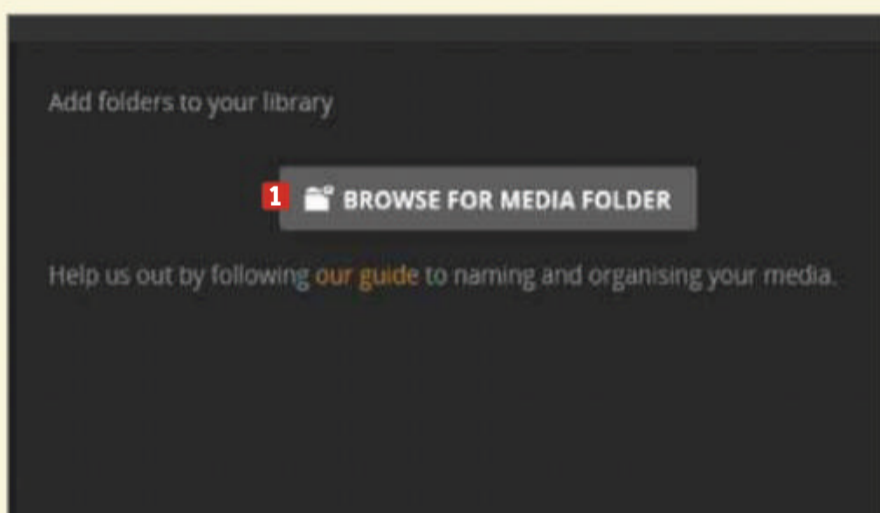 Add folders to your library
1 BROWSE FOR MEDIA FOLDER
Help us out by following our guide to naming and organising your media.